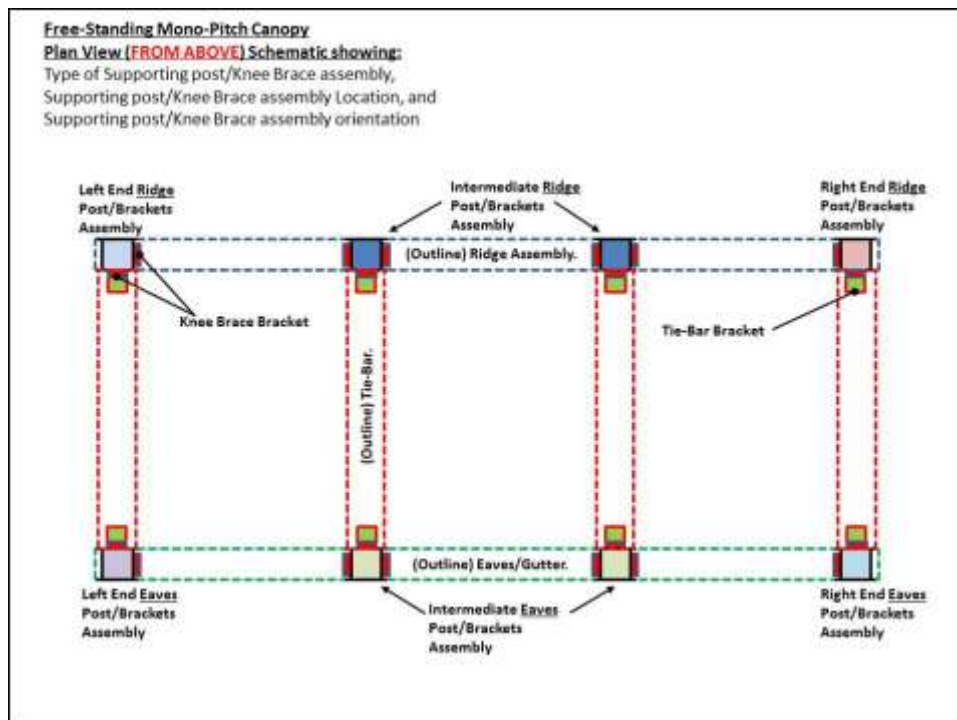 Free-Standing Mono-Pitch Canopy
Plan View (FROM ABOVE) Schematic showing:
Type of Supporting post/Knee Brace assembly,
Supporting post/Knee Brace assembly Location, and
Supporting post/Knee Brace assembly orientation
Left End Ridge
Post/Brackets
Assembly
Intermediate Ridge
Post/Brackets
Assembly
Right End Ridge
Post/Brackets
Assembly
(Outline) Ridge Assembly.
Knee Brace Bracket
Tie-Bar Bracket
(Outline) Tie-Bar.
(Outline) Eaves/Gutter.
Left End Eaves
Post/Brackets
Assembly
Intermediate Eaves
Post/Brackets
Assembly
Right End Eaves
Post/Brackets
Assembly